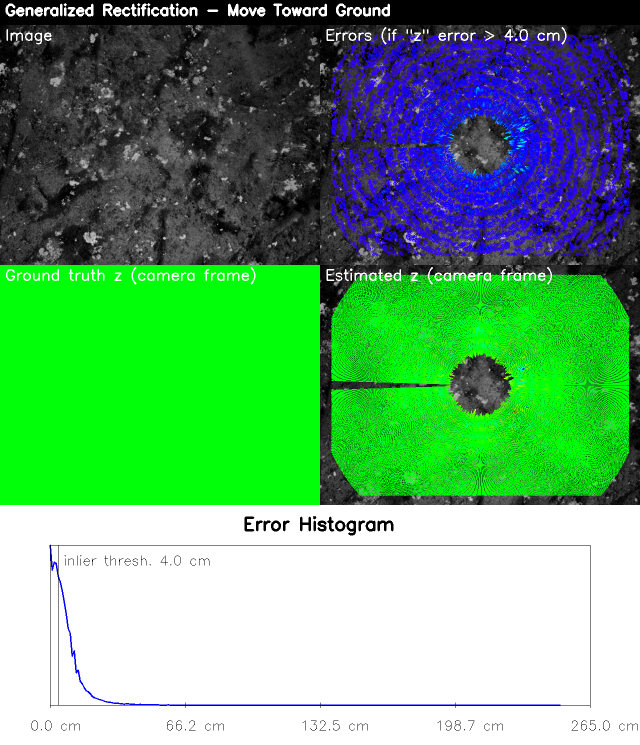 Generalized Rectification - Move Toward Ground
Image
Errors (if "z" error > 4.0 cm)
Ground truth z (camera frame)
Estimated z (camera frame)
Error Histogram
inlier thresh. 4.0 cm
0.0 cm
66.2 cm
132.5 cm
198.7 cm
265.0 cm